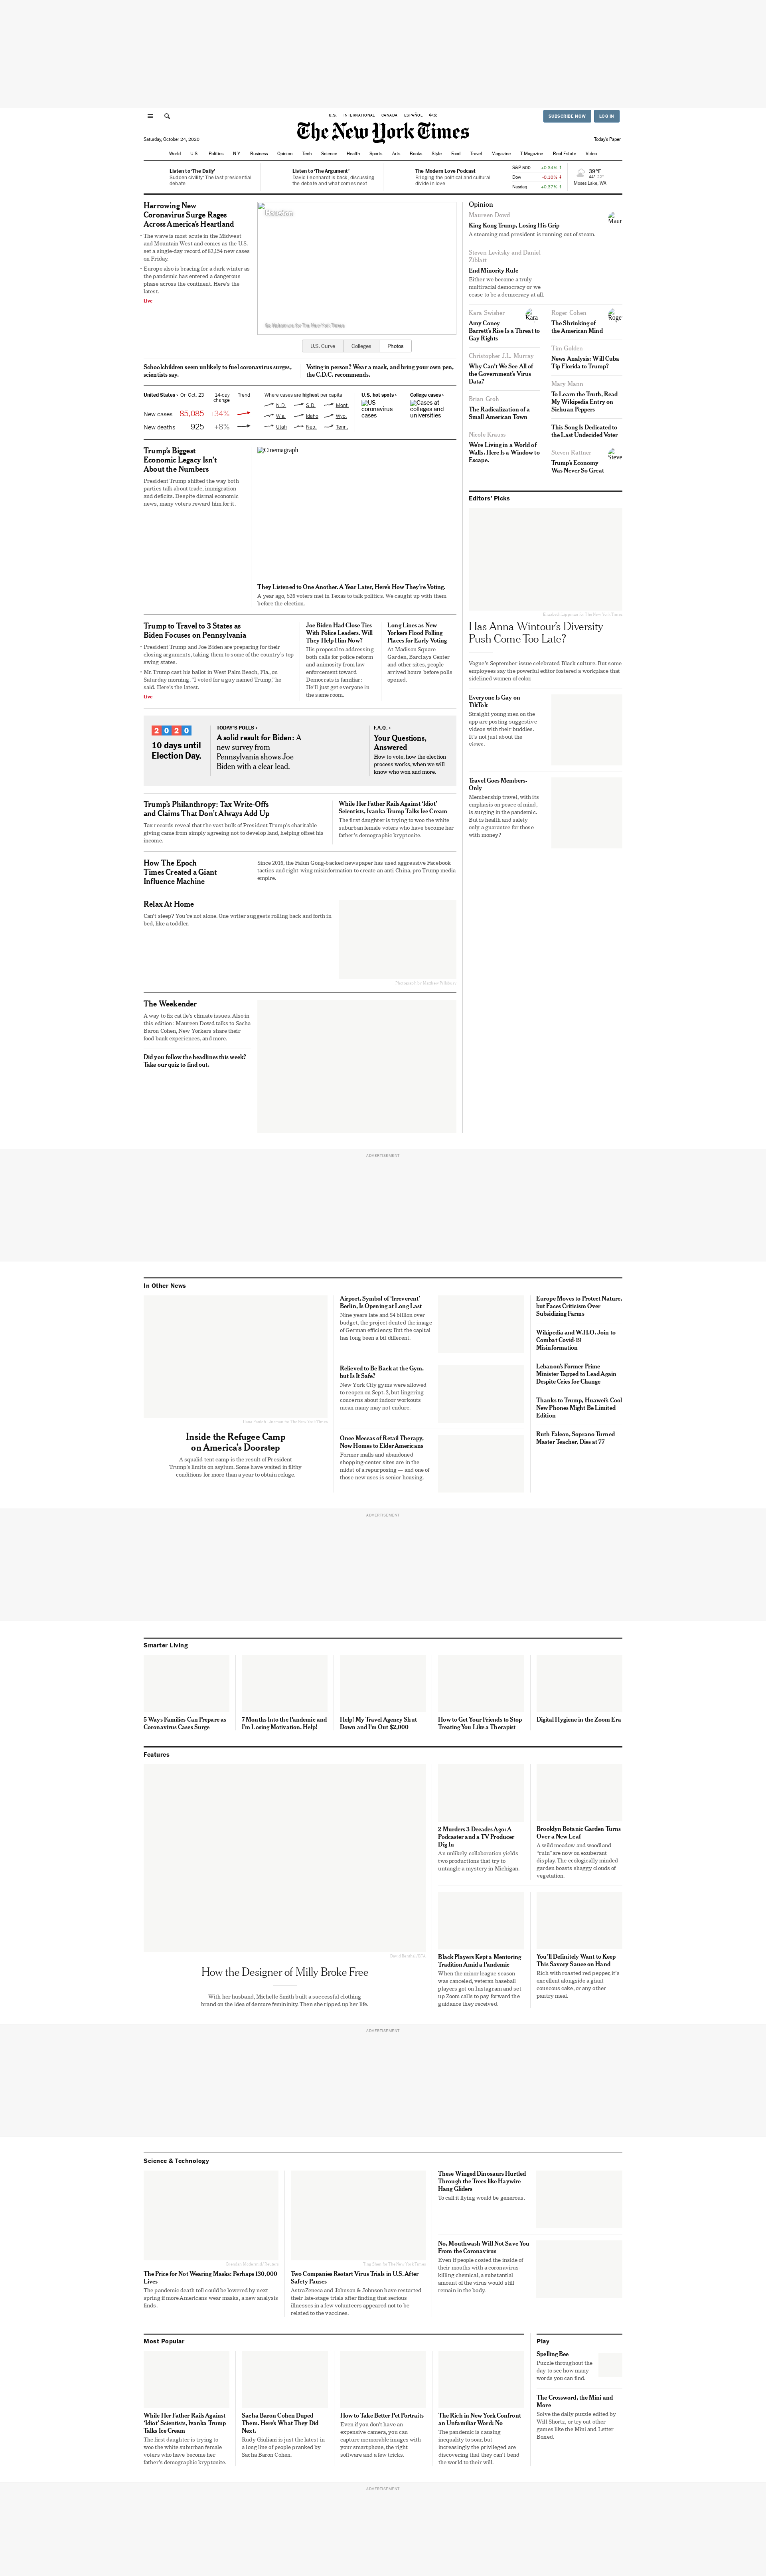 U.S. INTERNATIONAL CANADA ESPAÑOL 中文
SUBSCRIBE NOW LOG IN
The New York Times
Saturday, October 24, 2020
Today's Paper
World U.S. Politics N.Y. Business Opinion Tech Science Health Sports Arts Books Style Food Travel Magazine T Magazine Real Estate Video
Listen to 'The Daily'
Sudden civility: The last presidential
debate.
Listen to 'The Argument'
David Leonhardt is back, discussing
the debate and what comes next.
The Modern Love Podcast
Bridging the political and cultural
divide in love.
S&P 500 +0.34% ↑
Dow -0.10% ↓
Nasdaq +0.37% ↑
39°F
44° 22°
Moses Lake, WA
Harrowing New
Coronavirus Surge Rages
Across America's Heartland
• The wave is most acute in the Midwest
and Mountain West and comes as the U.S.
set a single-day record of 82,154 new cases
on Friday.
• Europe also is bracing for a dark winter as
the pandemic has entered a dangerous
phase across the continent. Here's the
latest.
Live
U.S. Curve Colleges Photos
Schoolchildren seem unlikely to fuel coronavirus surges,
scientists say.
Voting in person? Wear a mask, and bring your own pen,
the C.D.C. recommends.
United States › On Oct. 23 14-day
change Trend
New cases 85,085 +34%
New deaths 925 +8%
Where cases are highest per capita
N.D. S.D. Mont.
Wis. Idaho Wyo.
Utah Neb. Tenn.
U.S. hot spots ›
US
coronavirus
cases
College cases ›
Cases at
colleges and
universities
Trump's Biggest
Economic Legacy Isn't
About the Numbers
President Trump shifted the way both
parties talk about trade, immigration
and deficits. Despite dismal economic
news, many voters reward him for it.
Cinemagraph
They Listened to One Another. A Year Later, Here's How They're Voting.
A year ago, 526 voters met in Texas to talk politics. We caught up with them
before the election.
Trump to Travel to 3 States as
Biden Focuses on Pennsylvania
• President Trump and Joe Biden are preparing for their
closing arguments, taking them to some of the country's top
swing states.
• Mr. Trump cast his ballot in West Palm Beach, Fla., on
Saturday morning. "I voted for a guy named Trump," he
said. Here's the latest.
Live
Joe Biden Had Close Ties
With Police Leaders. Will
They Help Him Now?
His proposal to addressing
both calls for police reform
and animosity from law
enforcement toward
Democrats is familiar:
He'll just get everyone in
the same room.
Long Lines as New
Yorkers Flood Polling
Places for Early Voting
At Madison Square
Garden, Barclays Center
and other sites, people
arrived hours before polls
opened.
2020
10 days until
Election Day.
TODAY'S POLLS ›
A solid result for Biden: A
new survey from
Pennsylvania shows Joe
Biden with a clear lead.
F.A.Q. ›
Your Questions,
Answered
How to vote, how the election
process works, when we will
know who won and more.
Trump's Philanthropy: Tax Write-Offs
and Claims That Don't Always Add Up
Tax records reveal that the vast bulk of President Trump's charitable
giving came from simply agreeing not to develop land, helping offset his
income.
While Her Father Rails Against 'Idiot'
Scientists, Ivanka Trump Talks Ice Cream
The first daughter is trying to woo the white
suburban female voters who have become her
father's demographic kryptonite.
How The Epoch
Times Created a Giant
Influence Machine
Since 2016, the Falun Gong-backed newspaper has used aggressive Facebook
tactics and right-wing misinformation to create an anti-China, pro-Trump media
empire.
Relax At Home
Can't sleep? You're not alone. One writer suggests rolling back and forth in
bed, like a toddler.
The Weekender
A way to fix cattle's climate issues. Also in
this edition: Maureen Dowd talks to Sacha
Baron Cohen, New Yorkers share their
food bank experiences, and more.
Did you follow the headlines this week?
Take our quiz to find out.
Opinion
Maureen Dowd
King Kong Trump, Losing His Grip
A steaming mad president is running out of steam.
Maur
Steven Levitsky and Daniel
Ziblatt
End Minority Rule
Either we become a truly
multiracial democracy or we
cease to be a democracy at all.
Kara Swisher
Amy Coney
Barrett's Rise Is a Threat to
Gay Rights
Kara
Christopher J.L. Murray
Why Can't We See All of
the Government's Virus
Data?
Brian Groh
The Radicalization of a
Small American Town
Nicole Krauss
We're Living in a World of
Walls. Here Is a Window to
Escape.
Roger Cohen
The Shrinking of
the American Mind
Roge
Tim Golden
News Analysis: Will Cuba
Tip Florida to Trump?
Mary Mann
To Learn the Truth, Read
My Wikipedia Entry on
Sichuan Peppers
This Song Is Dedicated to
the Last Undecided Voter
Steven Rattner
Trump's Economy
Was Never So Great
Steve
Editors' Picks
Has Anna Wintour's Diversity
Push Come Too Late?
Vogue's September issue celebrated Black culture. But some
employees say the powerful editor fostered a workplace that
sidelined women of color.
Everyone Is Gay on
TikTok
Straight young men on the
app are posting suggestive
videos with their buddies.
It's not just about the
views.
Travel Goes Members-
Only
Membership travel, with its
emphasis on peace of mind,
is surging in the pandemic.
But is health and safety
only a guarantee for those
with money?
ADVERTISEMENT
In Other News
Inside the Refugee Camp
on America's Doorstep
A squalid tent camp is the result of President
Trump's limits on asylum. Some have waited in filthy
conditions for more than a year to obtain refuge.
Airport, Symbol of 'Irreverent'
Berlin, Is Opening at Long Last
Nine years late and $4 billion over
budget, the project dented the image
of German efficiency. But the capital
has long been a bit different.
Relieved to Be Back at the Gym,
but Is It Safe?
New York City gyms were allowed
to reopen on Sept. 2, but lingering
concerns about indoor workouts
mean many may not endure.
Once Meccas of Retail Therapy,
Now Homes to Elder Americans
Former malls and abandoned
shopping-center sites are in the
midst of a repurposing — and one of
those new uses is senior housing.
Europe Moves to Protect Nature,
but Faces Criticism Over
Subsidizing Farms
Wikipedia and W.H.O. Join to
Combat Covid-19
Misinformation
Lebanon's Former Prime
Minister Tapped to Lead Again
Despite Cries for Change
Thanks to Trump, Huawei's Cool
New Phones Might Be Limited
Edition
Ruth Falcon, Soprano Turned
Master Teacher, Dies at 77
ADVERTISEMENT
Smarter Living
5 Ways Families Can Prepare as
Coronavirus Cases Surge
7 Months Into the Pandemic and
I'm Losing Motivation. Help!
Help! My Travel Agency Shut
Down and I'm Out $2,000
How to Get Your Friends to Stop
Treating You Like a Therapist
Digital Hygiene in the Zoom Era
Features
How the Designer of Milly Broke Free
With her husband, Michelle Smith built a successful clothing
brand on the idea of demure femininity. Then she ripped up her life.
2 Murders 3 Decades Ago: A
Podcaster and a TV Producer
Dig In
An unlikely collaboration yields
two productions that try to
untangle a mystery in Michigan.
Brooklyn Botanic Garden Turns
Over a New Leaf
A wild meadow and woodland
"ruin" are now on exuberant
display. The ecologically minded
garden boasts shaggy clouds of
vegetation.
Black Players Kept a Mentoring
Tradition Amid a Pandemic
When the minor league season
was canceled, veteran baseball
players got on Instagram and set
up Zoom calls to pay forward the
guidance they received.
You'll Definitely Want to Keep
This Savory Sauce on Hand
Rich with roasted red pepper, it's
excellent alongside a giant
couscous cake, or any other
pantry meal.
ADVERTISEMENT
Science & Technology
The Price for Not Wearing Masks: Perhaps 130,000
Lives
The pandemic death toll could be lowered by next
spring if more Americans wear masks, a new analysis
finds.
Two Companies Restart Virus Trials in U.S. After
Safety Pauses
AstraZeneca and Johnson & Johnson have restarted
their late-stage trials after finding that serious
illnesses in a few volunteers appeared not to be
related to the vaccines.
These Winged Dinosaurs Hurtled
Through the Trees like Haywire
Hang Gliders
To call it flying would be generous.
No, Mouthwash Will Not Save You
From the Coronavirus
Even if people coated the inside of
their mouths with a coronavirus-
killing chemical, a substantial
amount of the virus would still
remain in the body.
Most Popular
While Her Father Rails Against
'Idiot' Scientists, Ivanka Trump
Talks Ice Cream
The first daughter is trying to
woo the white suburban female
voters who have become her
father's demographic kryptonite.
Sacha Baron Cohen Duped
Them. Here's What They Did
Next.
Rudy Giuliani is just the latest in
a long line of people pranked by
Sacha Baron Cohen.
How to Take Better Pet Portraits
Even if you don't have an
expensive camera, you can
capture memorable images with
your smartphone, the right
software and a few tricks.
The Rich in New York Confront
an Unfamiliar Word: No
The pandemic is causing
inequality to soar, but
increasingly the privileged are
discovering that they can't bend
the world to their will.
Play
Spelling Bee
Puzzle throughout the
day to see how many
words you can find.
The Crossword, the Mini and
More
Solve the daily puzzle edited by
Will Shortz, or try out other
games like the Mini and Letter
Boxed.
ADVERTISEMENT